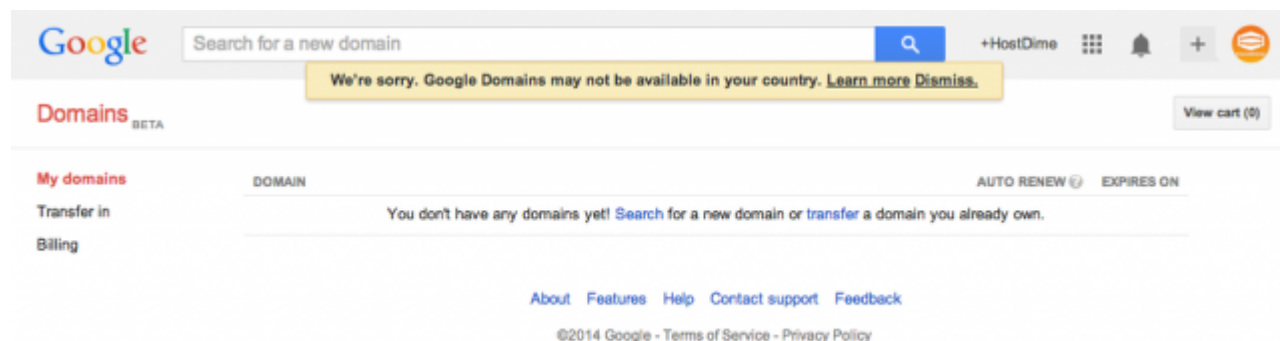 Google Search for a new domain +HostDime
We're sorry. Google Domains may not be available in your country. Learn more Dismiss.
Domains BETA View cart (0)
My domains DOMAIN AUTO RENEW ? EXPIRES ON
Transfer in You don't have any domains yet! Search for a new domain or transfer a domain you already own.
Billing
About Features Help Contact support Feedback
©2014 Google - Terms of Service - Privacy Policy